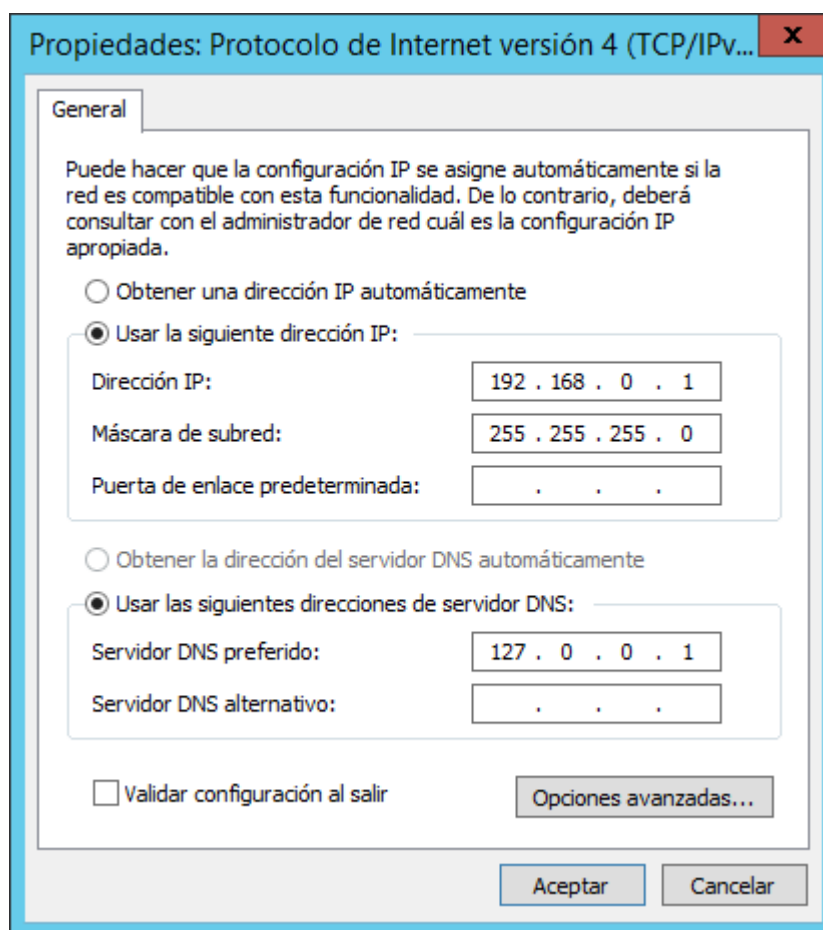 Propiedades: Protocolo de Internet versión 4 (TCP/IPv...
x
General
Puede hacer que la configuración IP se asigne automáticamente si la
red es compatible con esta funcionalidad. De lo contrario, deberá
consultar con el administrador de red cuál es la configuración IP
apropiada.
Obtener una dirección IP automáticamente
Usar la siguiente dirección IP:
Dirección IP: 192 . 168 . 0 . 1
Máscara de subred: 255 . 255 . 255 . 0
Puerta de enlace predeterminada: . . .
Obtener la dirección del servidor DNS automáticamente
Usar las siguientes direcciones de servidor DNS:
Servidor DNS preferido: 127 . 0 . 0 . 1
Servidor DNS alternativo: . . .
Validar configuración al salir
Opciones avanzadas...
Aceptar Cancelar